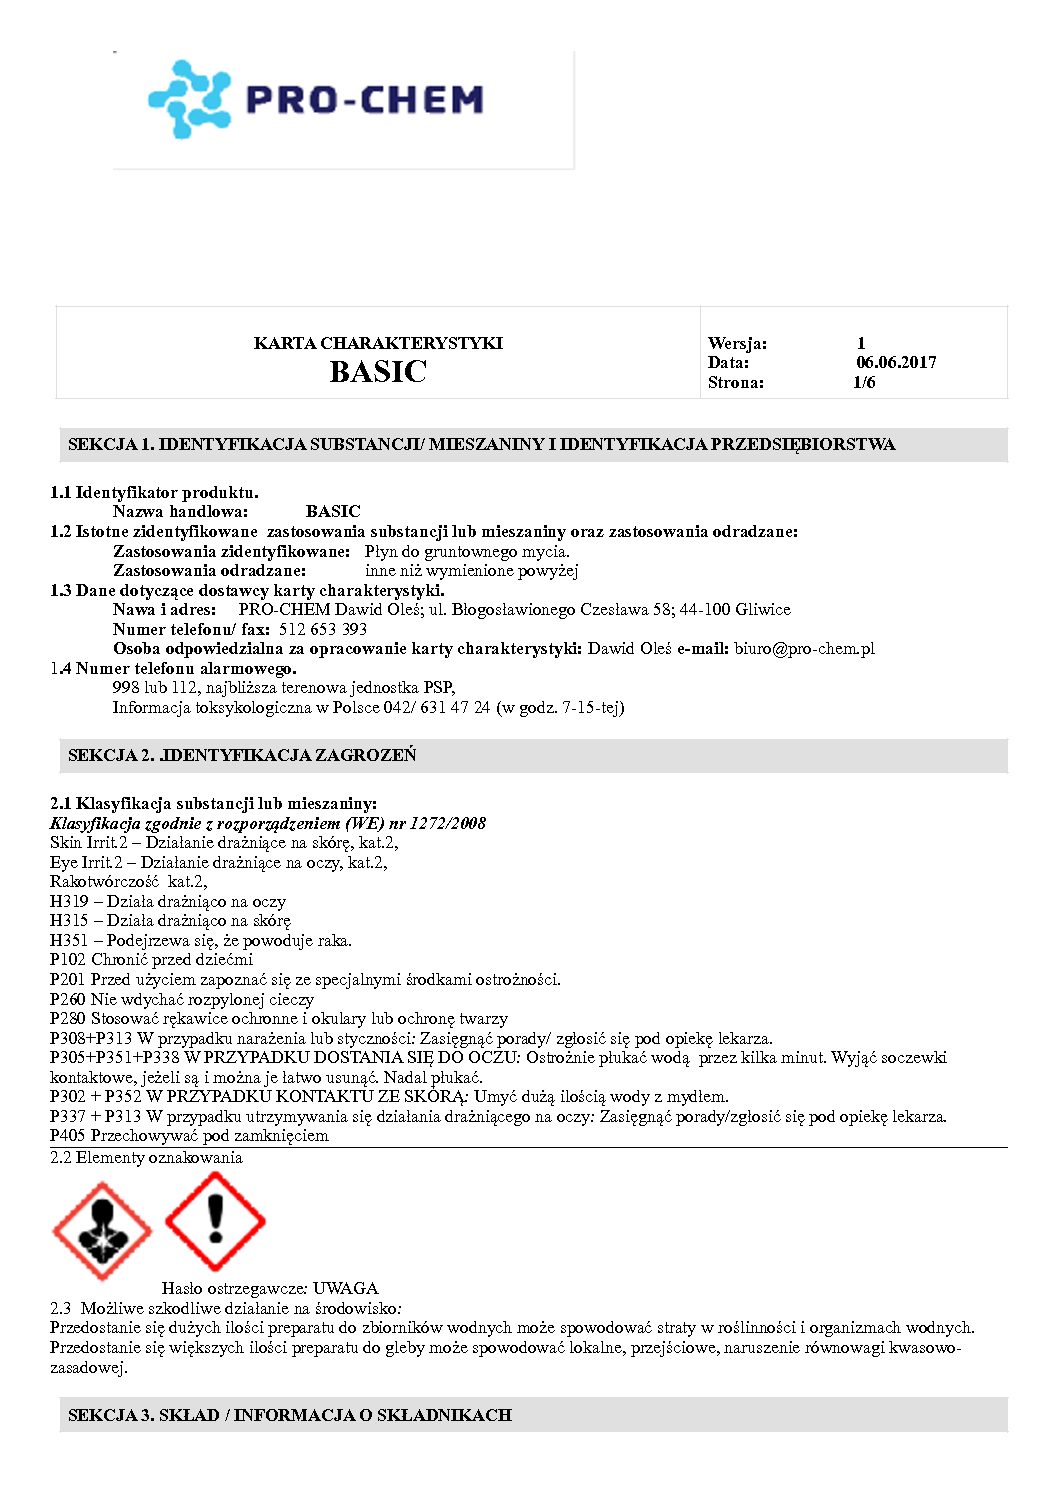 PRO-CHEM
KARTA CHARAKTERYSTYKI
BASIC
Wersja: 1
Data: 06.06.2017
Strona: 1/6
SEKCJA 1. IDENTYFIKACJA SUBSTANCJI/ MIESZANINY I IDENTYFIKACJA PRZEDSIĘBIORSTWA
1.1 Identyfikator produktu.
Nazwa handlowa: BASIC
1.2 Istotne zidentyfikowane zastosowania substancji lub mieszaniny oraz zastosowania odradzane:
Zastosowania zidentyfikowane: Płyn do gruntownego mycia.
Zastosowania odradzane: inne niż wymienione powyżej
1.3 Dane dotyczące dostawcy karty charakterystyki.
Nawa i adres: PRO-CHEM Dawid Oleś; ul. Błogosławionego Czesława 58; 44-100 Gliwice
Numer telefonu/ fax: 512 653 393
Osoba odpowiedzialna za opracowanie karty charakterystyki: Dawid Oleś e-mail: biuro@pro-chem.pl
1.4 Numer telefonu alarmowego.
998 lub 112, najbliższa terenowa jednostka PSP,
Informacja toksykologiczna w Polsce 042/ 631 47 24 (w godz. 7-15-tej)
SEKCJA 2. .IDENTYFIKACJA ZAGROZEŃ
2.1 Klasyfikacja substancji lub mieszaniny:
Klasyfikacja zgodnie z rozporządzeniem (WE) nr 1272/2008
Skin Irrit.2 – Działanie drażniące na skórę, kat.2,
Eye Irrit.2 – Działanie drażniące na oczy, kat.2,
Rakotwórczość kat.2,
H319 – Działa drażniąco na oczy
H315 – Działa drażniąco na skórę
H351 – Podejrzewa się, że powoduje raka.
P102 Chronić przed dziećmi
P201 Przed użyciem zapoznać się ze specjalnymi środkami ostrożności.
P260 Nie wdychać rozpylonej cieczy
P280 Stosować rękawice ochronne i okulary lub ochronę twarzy
P308+P313 W przypadku narażenia lub styczności: Zasięgnąć porady/ zgłosić się pod opiekę lekarza.
P305+P351+P338 W PRZYPADKU DOSTANIA SIĘ DO OCZU: Ostrożnie płukać wodą przez kilka minut. Wyjąć soczewki
kontaktowe, jeżeli są i można je łatwo usunąć. Nadal płukać.
P302 + P352 W PRZYPADKU KONTAKTU ZE SKÓRĄ: Umyć dużą ilością wody z mydłem.
P337 + P313 W przypadku utrzymywania się działania drażniącego na oczy: Zasięgnąć porady/zgłosić się pod opiekę lekarza.
P405 Przechowywać pod zamknięciem
2.2 Elementy oznakowania
Hasło ostrzegawcze: UWAGA
2.3 Możliwe szkodliwe działanie na środowisko:
Przedostanie się dużych ilości preparatu do zbiorników wodnych może spowodować straty w roślinności i organizmach wodnych.
Przedostanie się większych ilości preparatu do gleby może spowodować lokalne, przejściowe, naruszenie równowagi kwasowo-
zasadowej.
SEKCJA 3. SKŁAD / INFORMACJA O SKŁADNIKACH